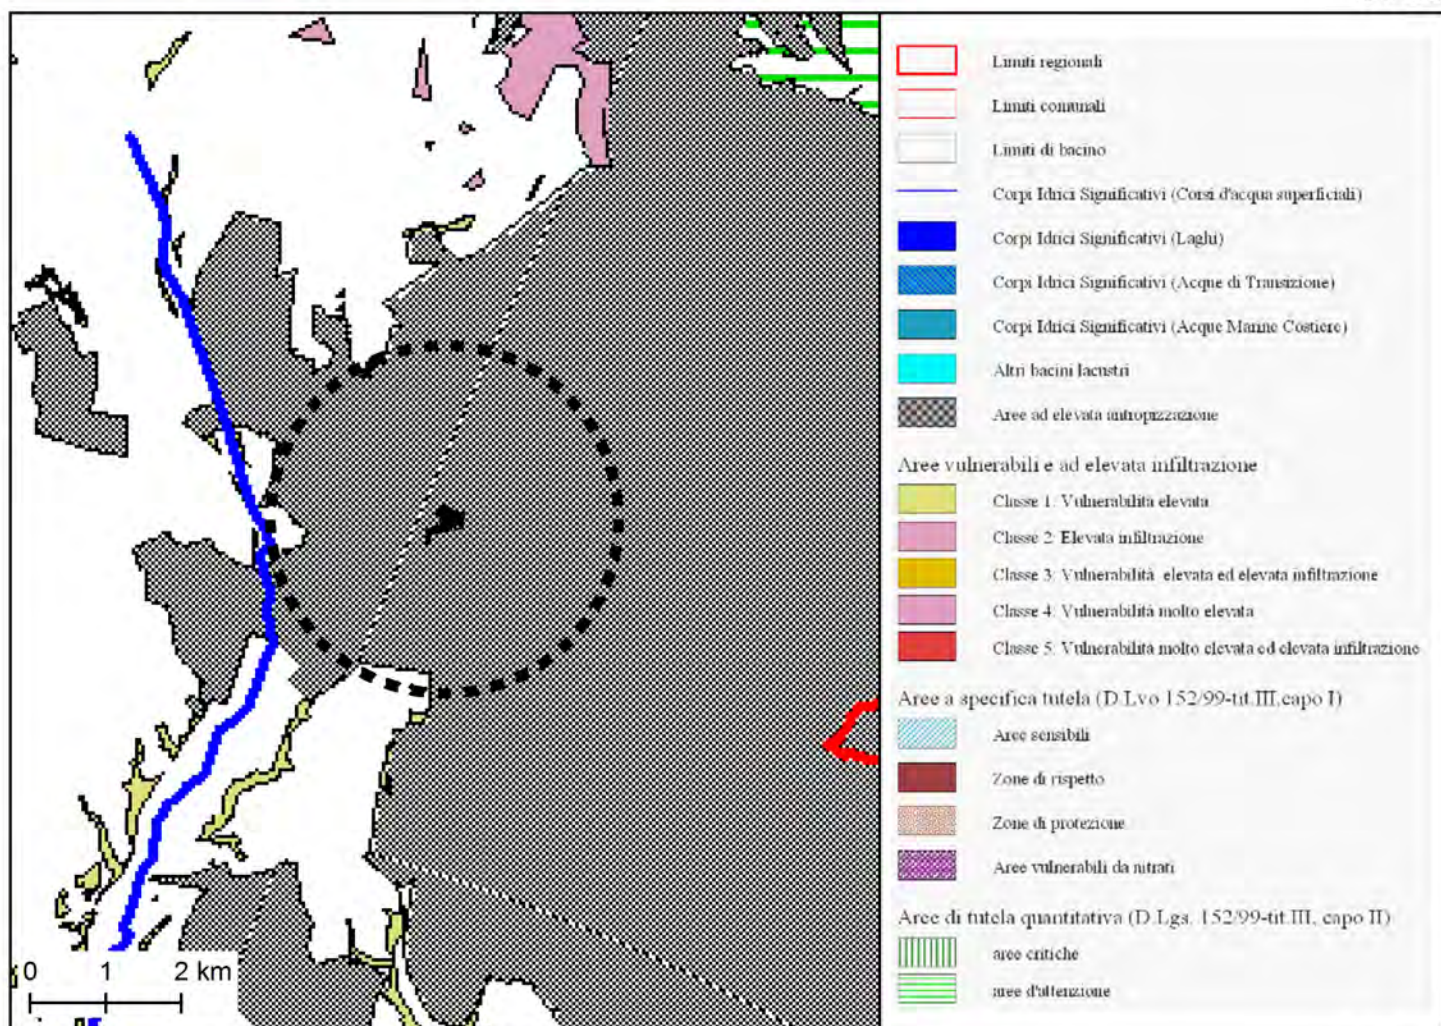 Limiti regionali
Limiti comunali
Limiti di bacino
Corpi Idrici Significativi (Corsi d'acqua superficiali)
Corpi Idrici Significativi (Laghi)
Corpi Idrici Significativi (Acque di Transizione)
Corpi Idrici Significativi (Acque Marine Costiere)
Altri bacini lacustri
Aree ad elevata antropizzazione
Aree vulnerabili e ad elevata infiltrazione
Classe 1: Vulnerabilità elevata
Classe 2: Elevata infiltrazione
Classe 3: Vulnerabilità elevata ed elevata infiltrazione
Classe 4: Vulnerabilità molto elevata
Classe 5: Vulnerabilità molto elevata ed elevata infiltrazione
Aree a specifica tutela (D.Lvo 152/99-tit.III,capo I)
Aree sensibili
Zone di rispetto
Zone di protezione
Aree vulnerabili da nitrati
Aree di tutela quantitativa (D.Lgs. 152/99-tit.III, capo II)
aree critiche
aree d'attenzione
0 1 2 km